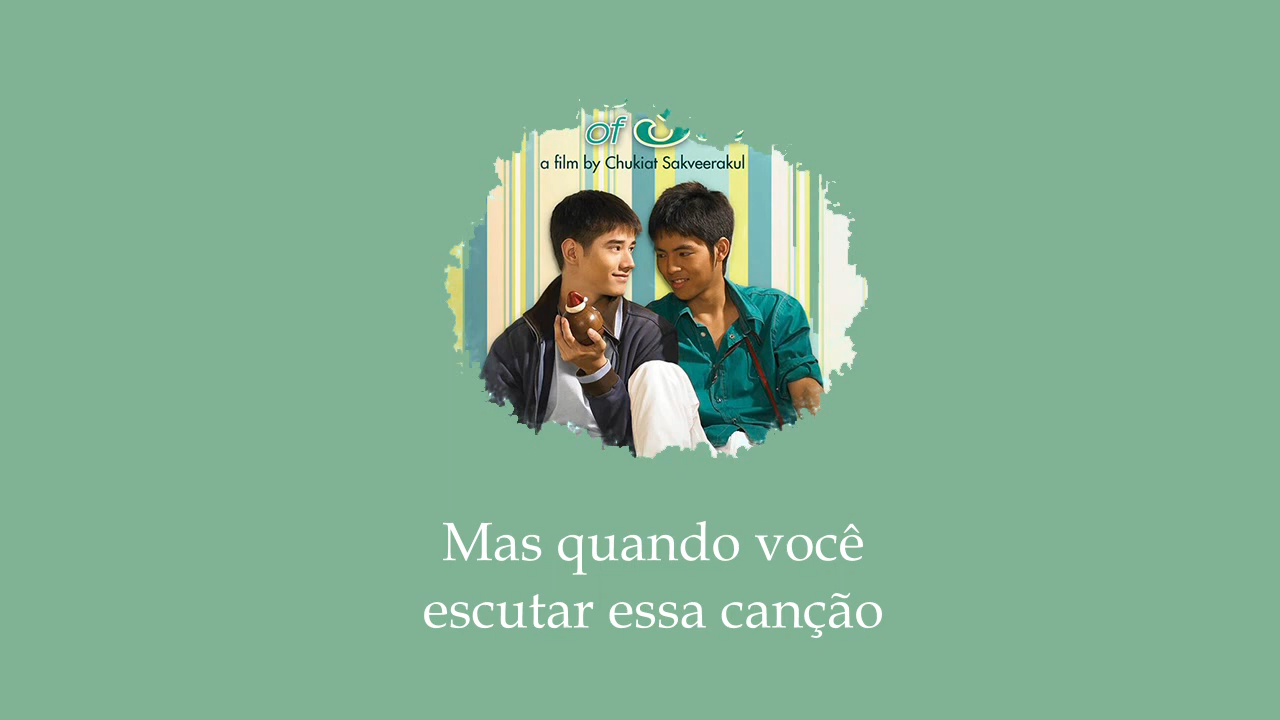 of
a film by Chukiat Sakveerakul
Mas quando você
escutar essa canção